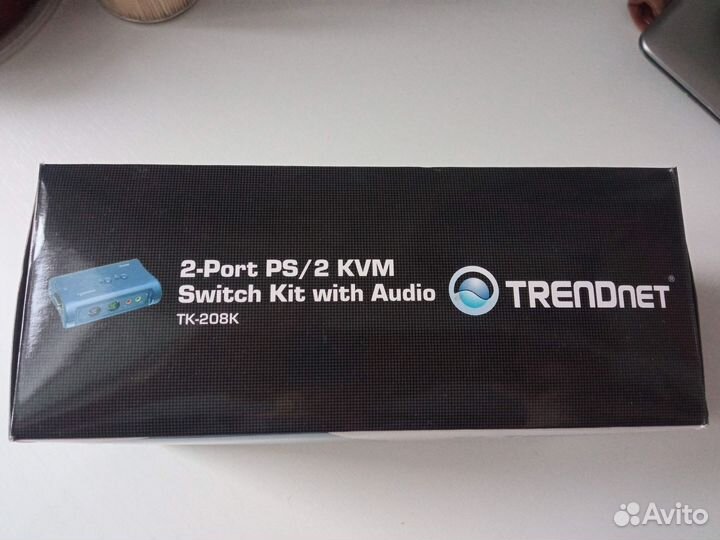 2-Port PS/2 KVM
Switch Kit with Audio
TK-208K
TRENDNET®
Avito